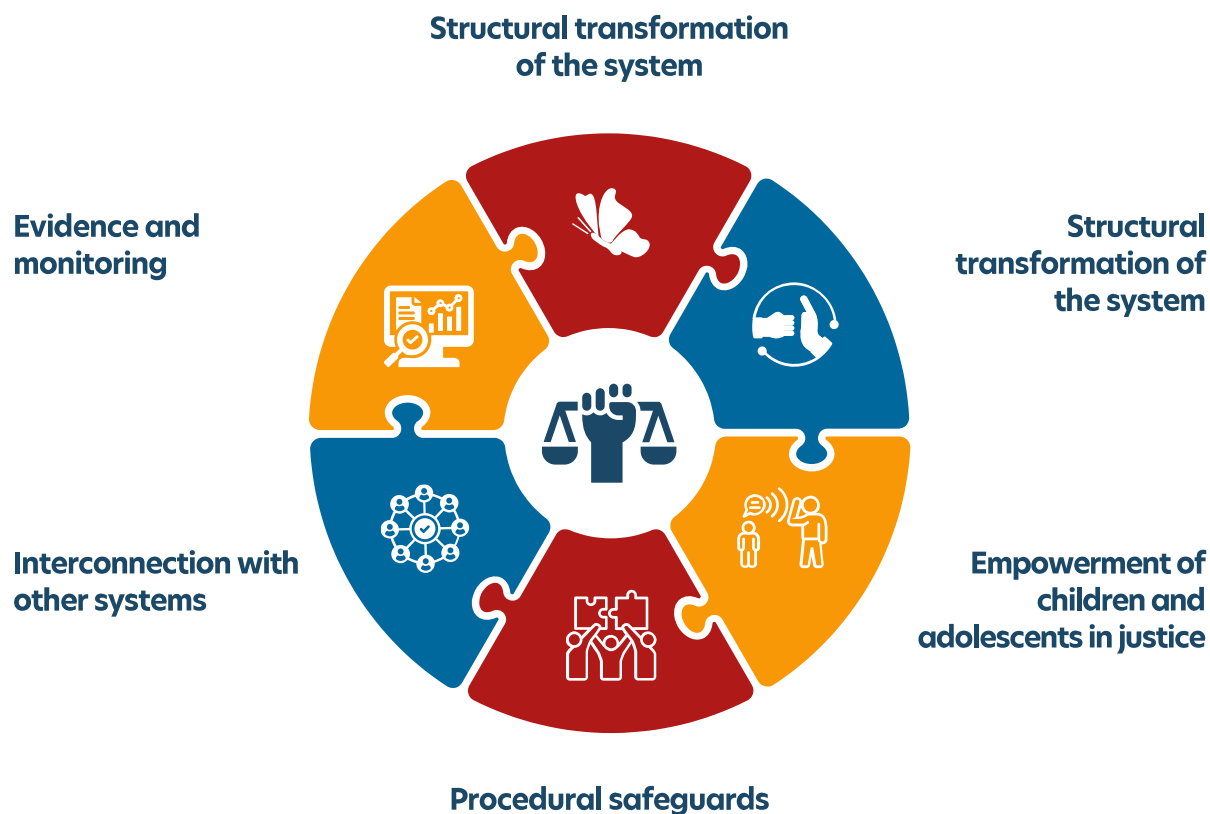 Structural transformation
of the system
Evidence and
monitoring
Structural
transformation of
the system
Interconnection with
other systems
Empowerment of
children and
adolescents in justice
Procedural safeguards